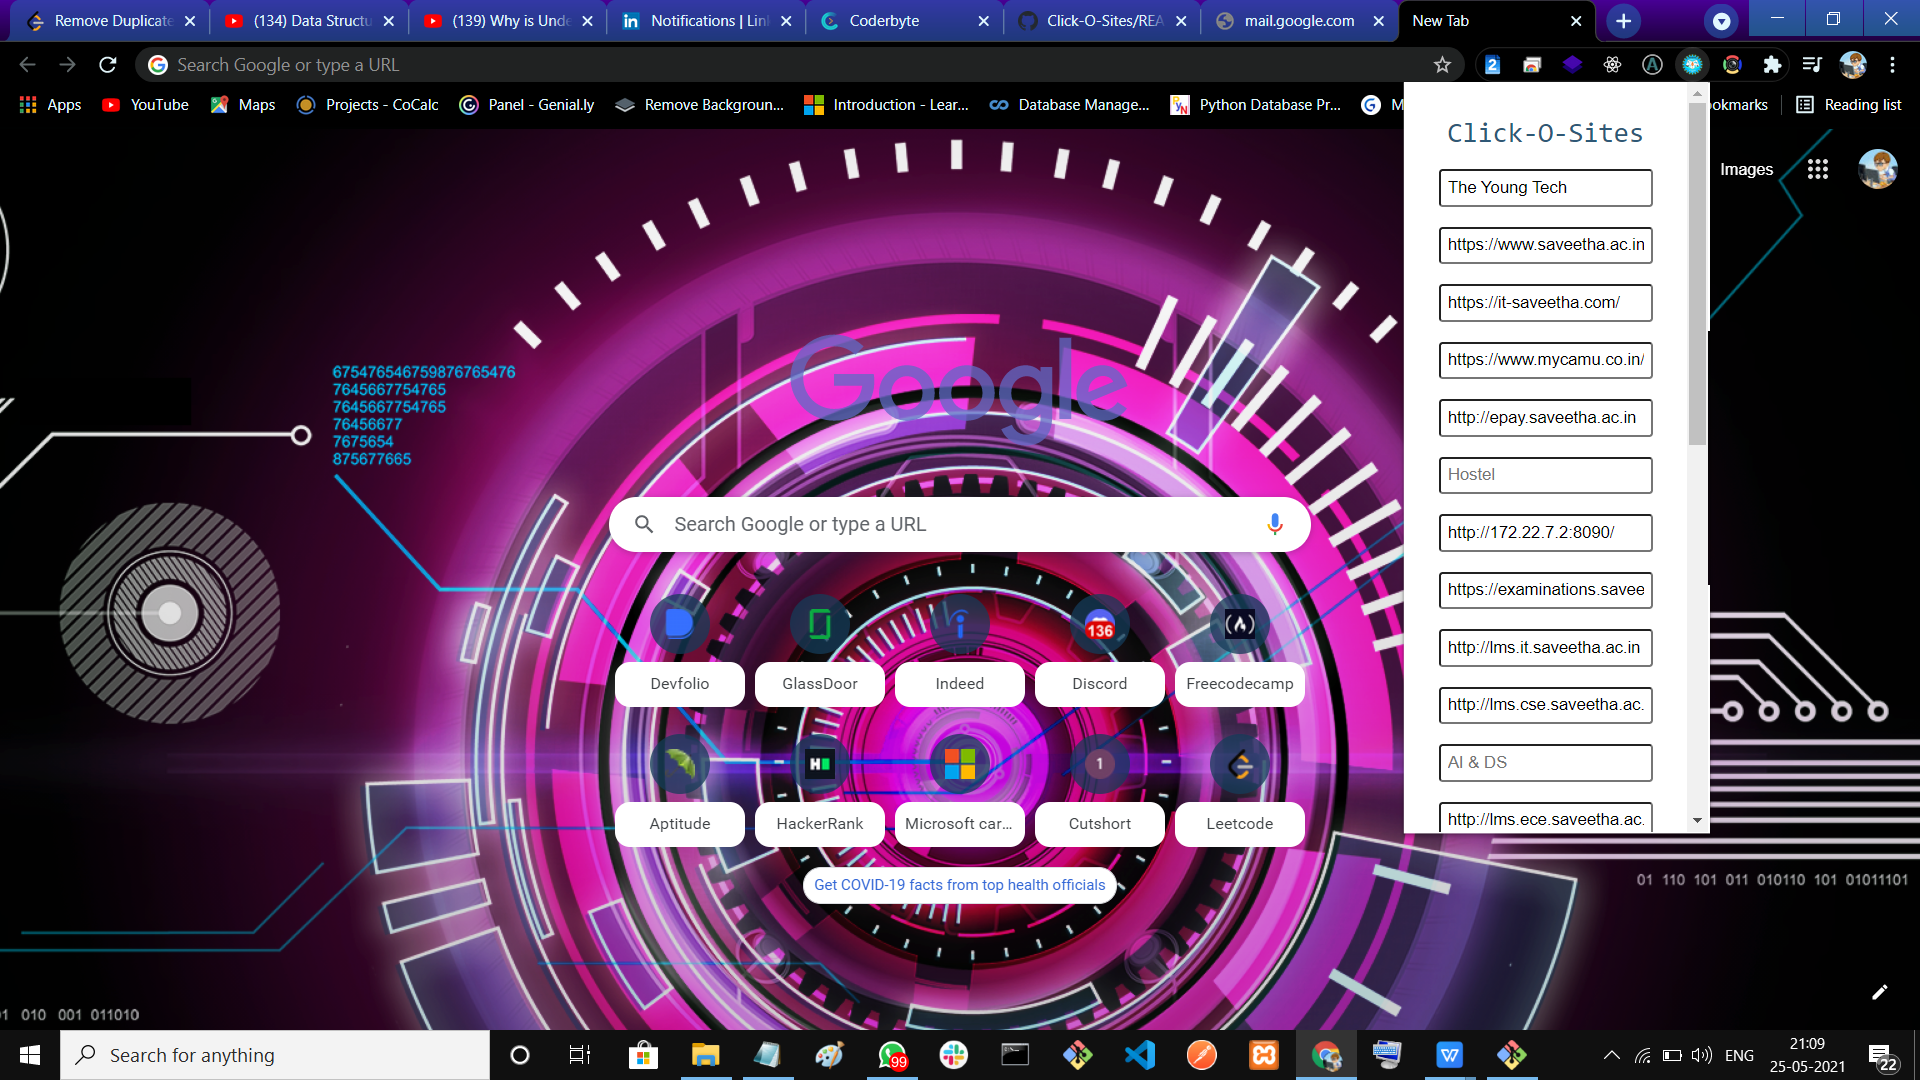 Remove Duplicate
(134) Data Structu
(139) Why is Unde
Notifications | Lin
Coderbyte
Click-O-Sites/REA
mail.google.com
New Tab
Search Google or type a URL
Apps
YouTube
Maps
Projects - CoCalc
Panel - Genial.ly
Remove Backgroun...
Introduction - Lear...
Database Manage...
Python Database Pr...
M
ookmarks
Reading list
Click-O-Sites
The Young Tech
https://www.saveetha.ac.in
https://it-saveetha.com/
https://www.mycamu.co.in/
http://epay.saveetha.ac.in
Hostel
http://172.22.7.2:8090/
https://examinations.savee
http://lms.it.saveetha.ac.in
http://lms.cse.saveetha.ac.
AI & DS
http://lms.ece.saveetha.ac.
Images
675476546759876765476
7645667754765
7645667754765
76456677
7675654
875677665
Google
Search Google or type a URL
136
Devfolio
GlassDoor
Indeed
Discord
Freecodecamp
1
Aptitude
HackerRank
Microsoft car...
Cutshort
Leetcode
Get COVID-19 facts from top health officials
01 110 101 011 010110 101 01011101
1 010 001 011010
Search for anything
99
ENG
21:09
25-05-2021
22